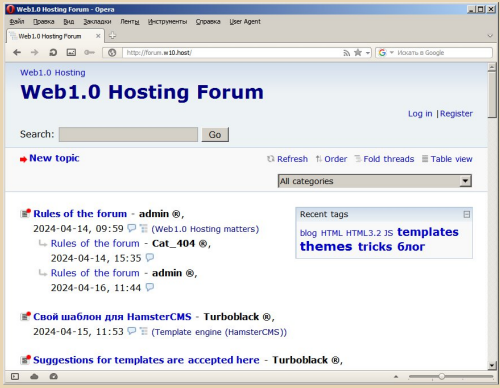 Web1.0 Hosting Forum - Opera
Файл Правка Вид Закладки Ленты Инструменты Справка User Agent
Web1.0 Hosting Forum
http://forum.w10.host/ Искать в Google
Web1.0 Hosting
Web1.0 Hosting Forum
Log in |Register
Search: Go
New topic Refresh Order Fold threads Table view
All categories
Rules of the forum - admin ®,
2024-04-14, 09:59 (Web1.0 Hosting matters)
Rules of the forum - Cat_404 ®,
2024-04-14, 15:35
Rules of the forum - admin ®,
2024-04-16, 11:44
Recent tags
blog HTML HTML3.2 JS templates
themes tricks блог
Свой шаблон для HamsterCMS - Turboblack ®,
2024-04-15, 11:53 (Template engine (HamsterCMS))
Suggestions for templates are accepted here - Turboblack ®,